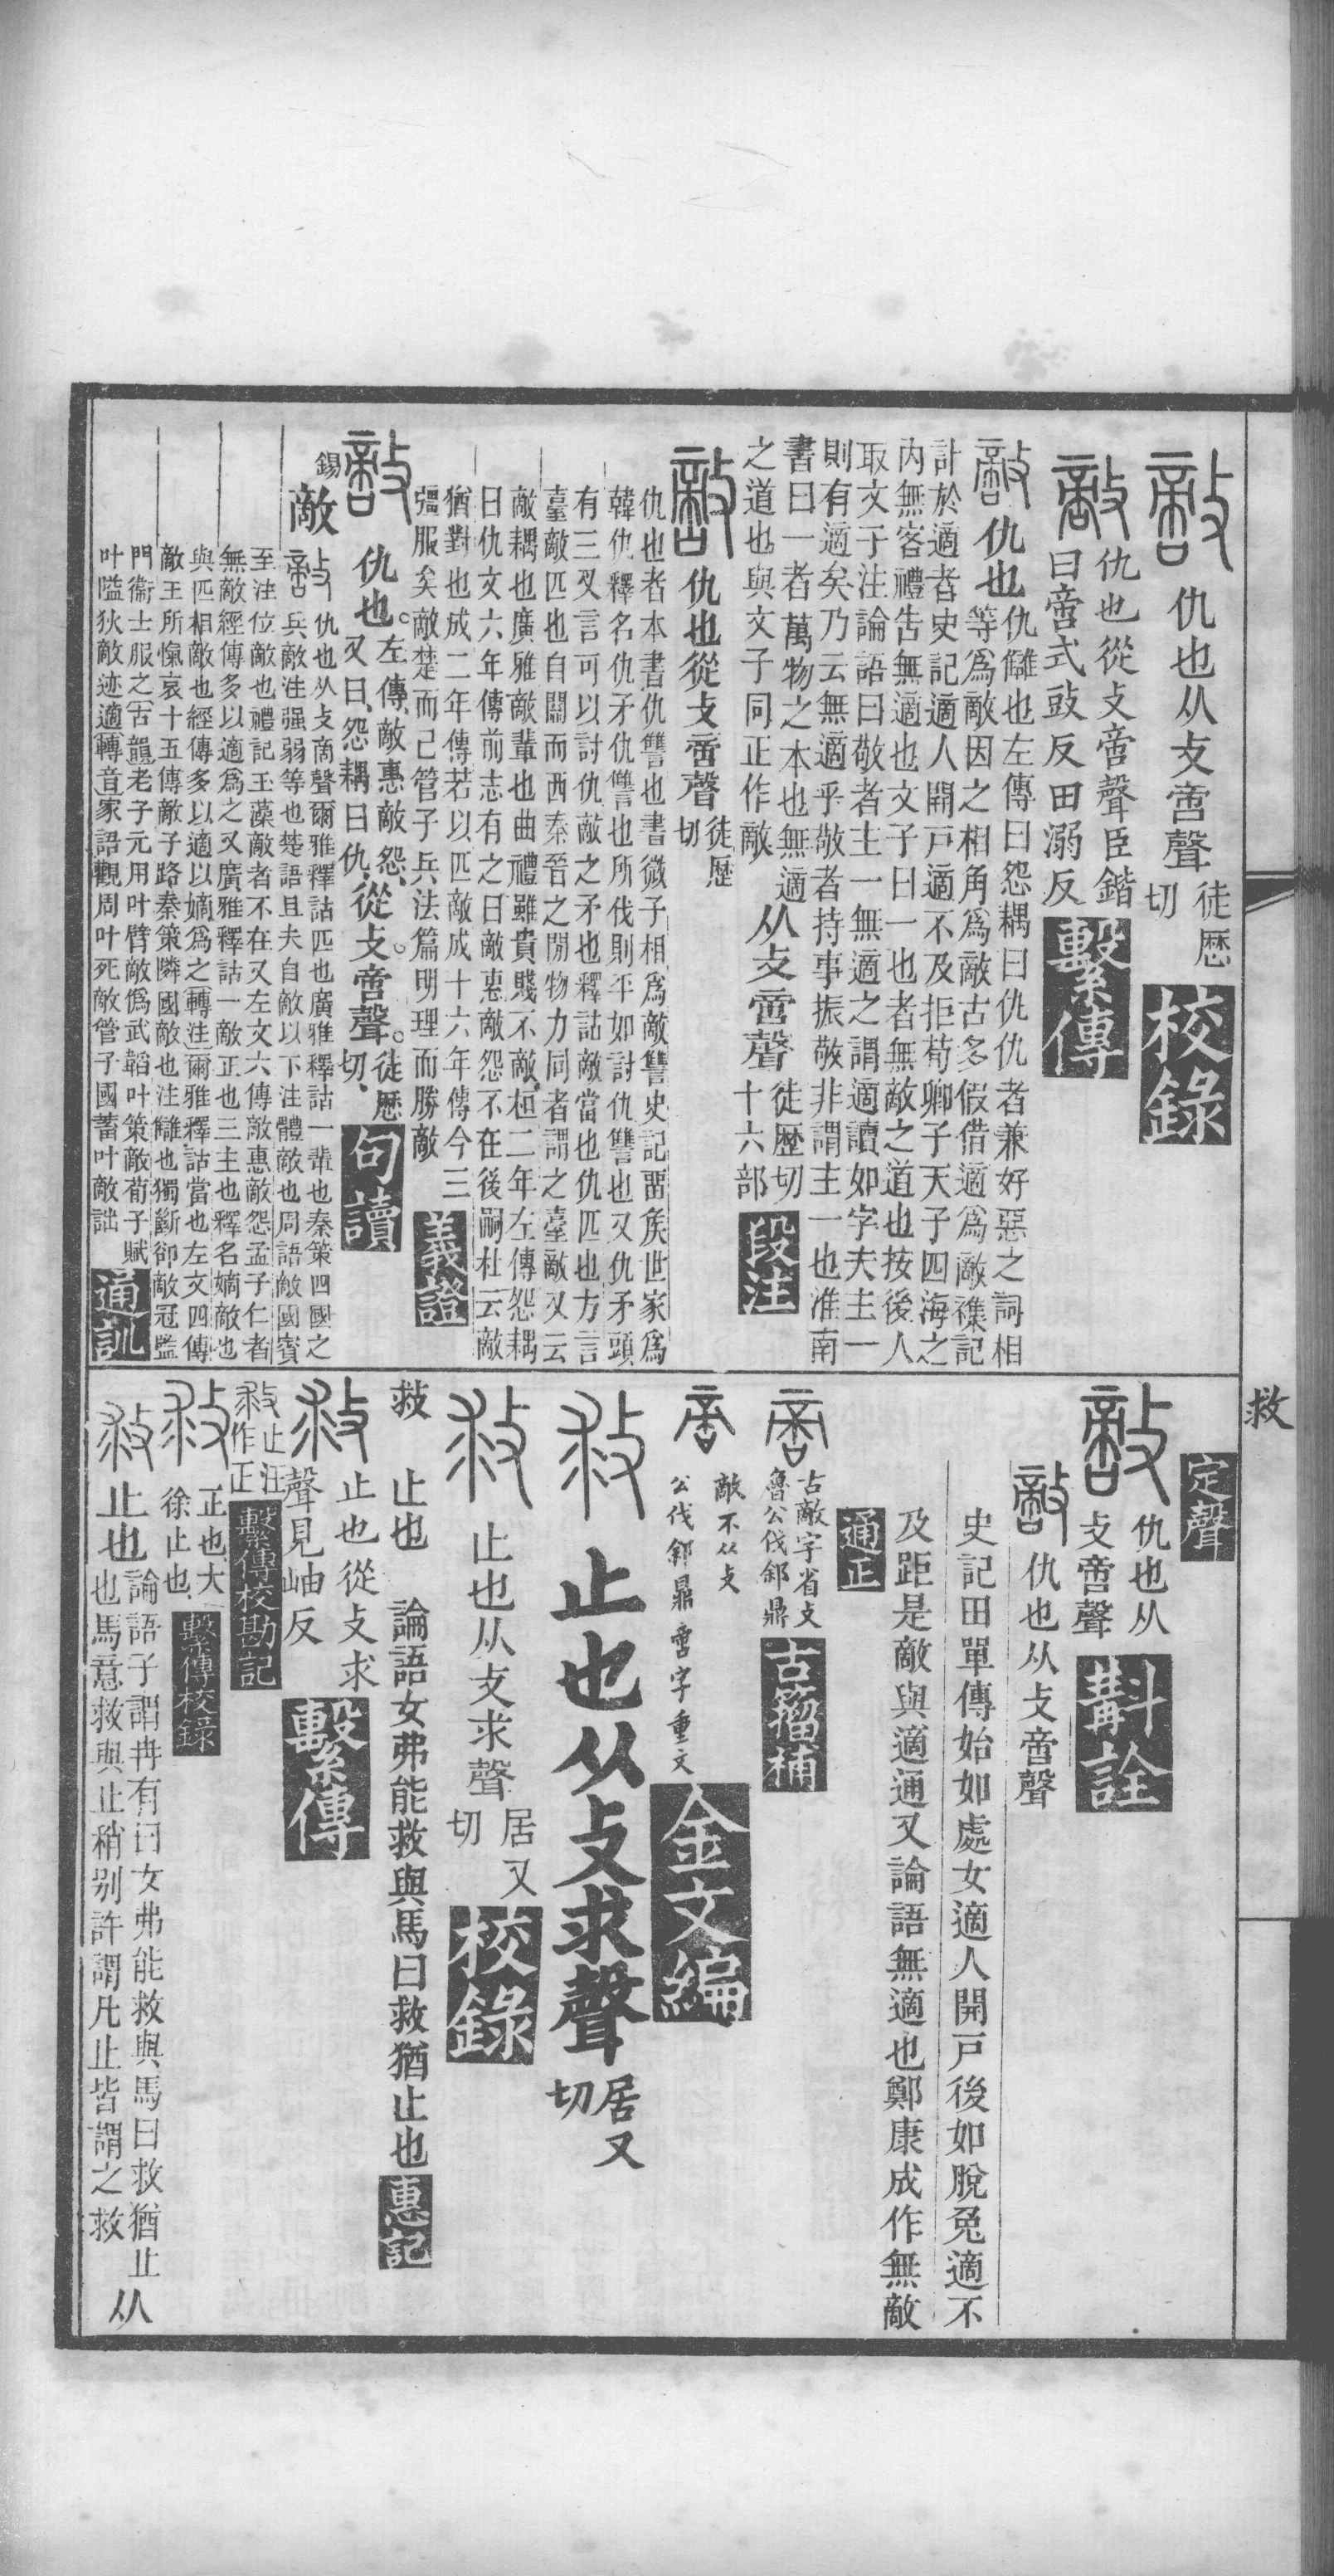 敵仇也从攴啻聲徒歷切校錄
敵仇也從攴啻聲臣鍇
曰啻式豉反田溺反繫傳
敵仇也仇讎也左傳曰怨耦曰仇仇者兼好惡之詞相
等爲敵因之相角爲敵古多假借適爲敵襍記
計於適者史記適人開戶適不及拒荀卿子天子四海之
內無客禮告無適也文子曰一也者無敵之道也按後人
取文子注論語曰敬者主一無適之謂適讀如字夫主一
則有適矣乃云無適乎敬者持事振敬非謂主一也淮南
書曰一者萬物之本也無適
之道也與文子同正作敵从攴啻聲徒歷切十六部段注
敵仇也從攴啻聲徒歷切
仇也者本書仇讐也書微子相爲敵讐史記畱矦世家爲
韓仇釋名仇矛仇讐也所伐則平如討仇讐也又仇矛頭
有三叉言可以討仇敵之矛也釋詁敵當也仇匹也方言
臺敵匹也自關而西秦晉之閒物力同者謂之臺敵又云
敵耦也廣雅敵輩也曲禮雖貴賤不敵桓二年左傳怨耦
曰仇文六年傳前志有之曰敵惠敵怨不在後嗣杜云敵
猶對也成二年傳若以匹敵成十六年傳今三
彊服矣敵楚而已管子兵法篇明理而勝敵義證
敵仇也左傳敵惠敵怨
又曰怨耦曰仇從攴啻聲徒歷切句讀
錫敵
敵仇也从攴啇聲爾雅釋詁匹也廣雅釋詁一輩也秦策四國之
兵敵注强弱等也楚語且夫自敵以下注體敵也周語敵國賓
至注位敵也禮記玉藻敵者不在又左文六傳敵惠敵怨孟子仁者
無敵經傳多以適爲之又廣雅釋詁一敵正也三主也釋名嫡敵也
與匹相敵也經傳多以適以嫡爲之轉注爾雅釋詁當也左文四傳
敵王所愾哀十五傳敵子路秦策隣國敵也注讎也獨斷卻敵冠監
門衞士服之古韻老子元用叶臂敵僞武韜叶策敵荀子賦
叶隘狄敵迹適轉音家語觀周叶死敵管子國蓄叶敵詘通訓
救
定聲
敵仇也从攴啻聲斠詮
敵仇也从攴啻聲
史記田單傳始如處女適人開戸後如脫兔適不
及距是敵與適通又論語無適也鄭康成作無敵
通正
古敵字省攴
魯公伐郤鼎古籀補
敵不从攴
公伐郤鼎啻字重文金文編
救止也从攴求聲居又切
救止也从攴求聲居又切校錄
救止也論語女弗能救與馬曰救猶止也惠記
救止也從攴求
聲見岫反繫傳
救止汪作正繫傳校勘記
救正也大徐止也繫傳校錄
救止也論語子謂冉有曰女弗能救與馬曰救猶止
也馬意救與止稍别許謂凡止皆謂之救从